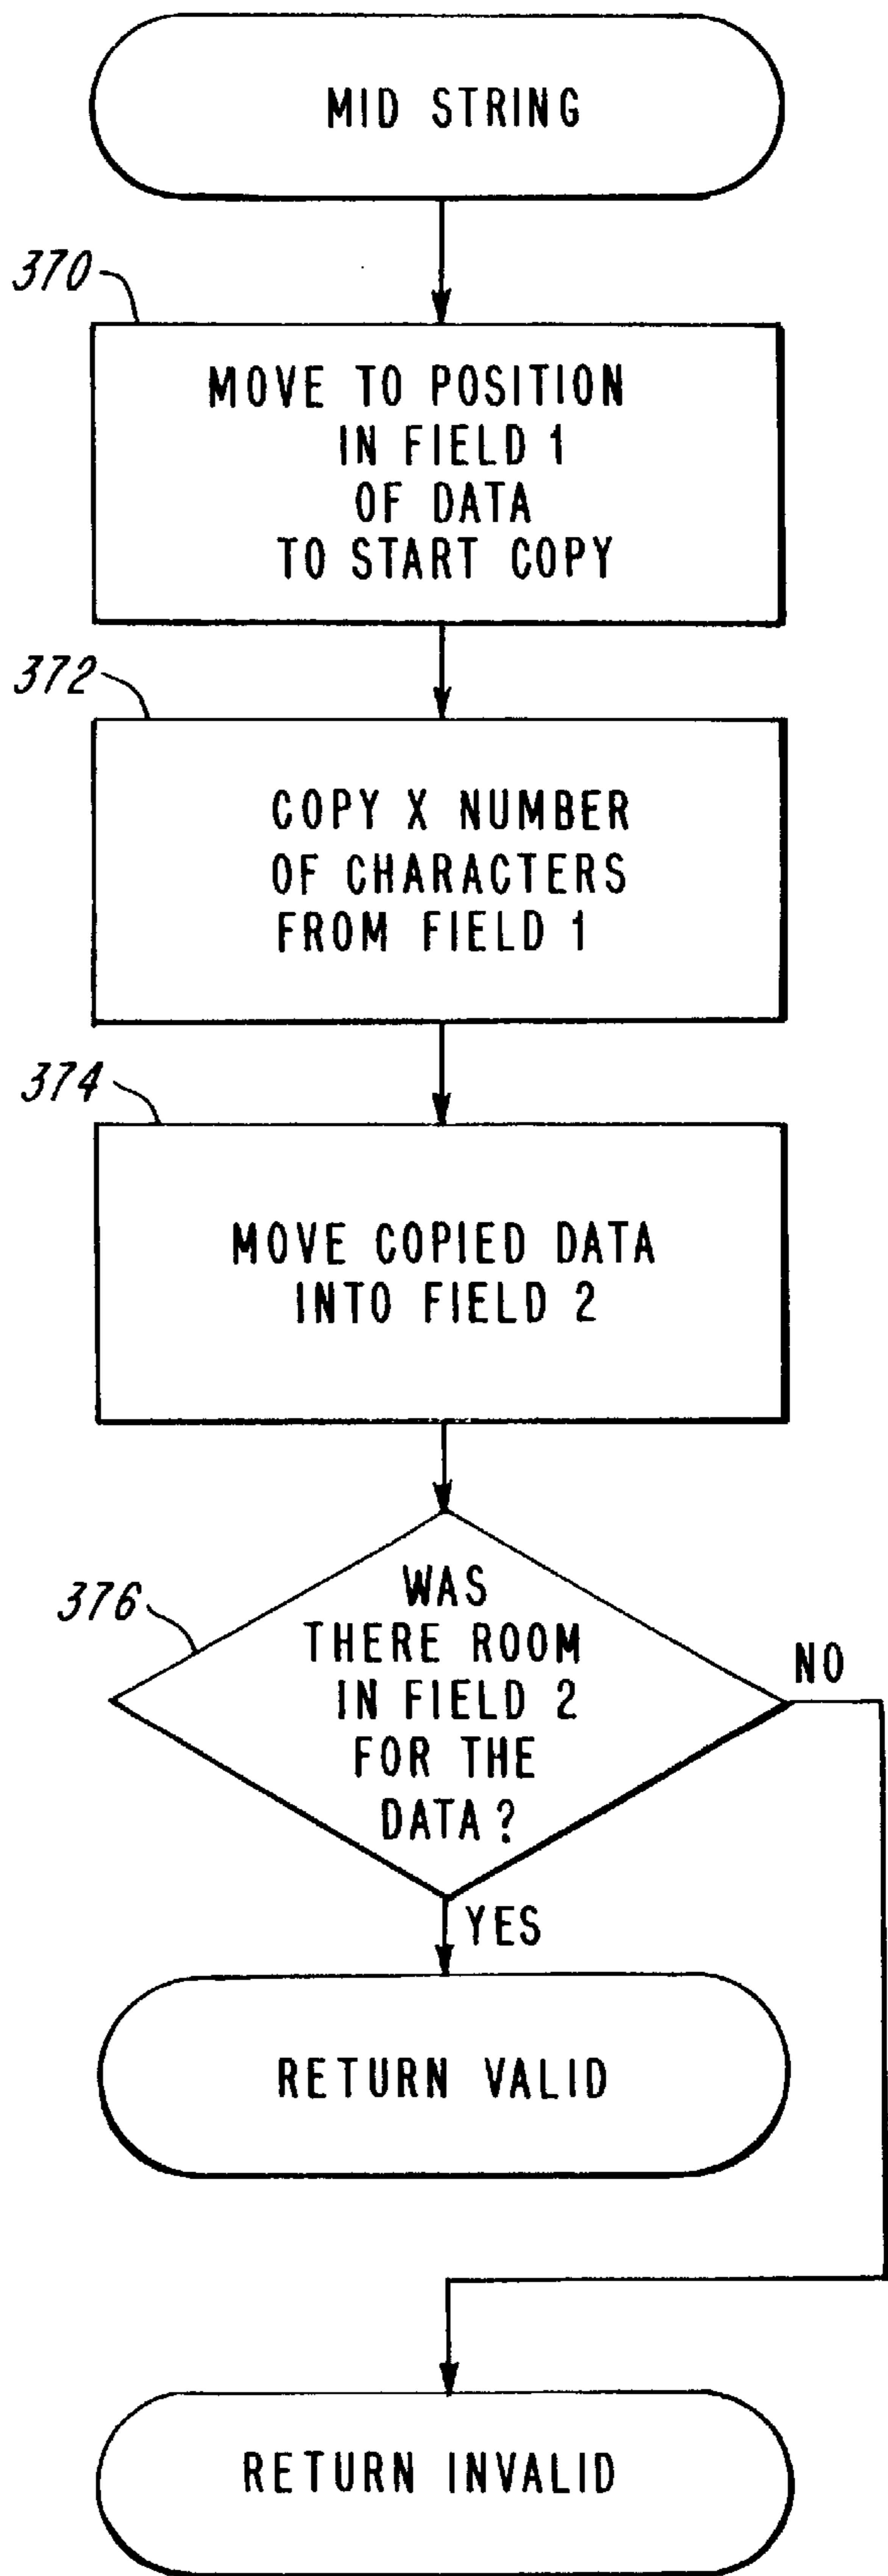 MID STRING
370
MOVE TO POSITION
IN FIELD 1
OF DATA
TO START COPY
372
COPY X NUMBER
OF CHARACTERS
FROM FIELD 1
374
MOVE COPIED DATA
INTO FIELD 2
376
WAS
THERE ROOM
IN FIELD 2
FOR THE
DATA?
NO
YES
RETURN VALID
RETURN INVALID